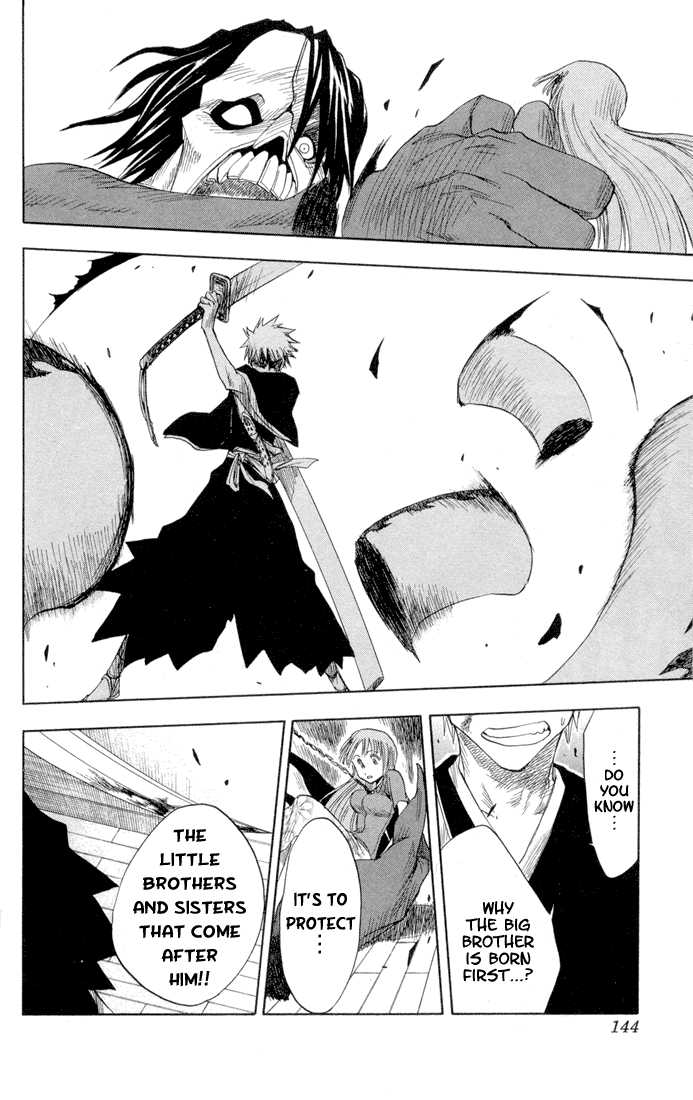 ...
DO
YOU
KNOW...
WHY
THE BIG
BROTHER
IS BORN
FIRST...?
IT'S TO
PROTECT
...
THE
LITTLE
BROTHERS
AND SISTERS
THAT COME
AFTER
HIM!!
144